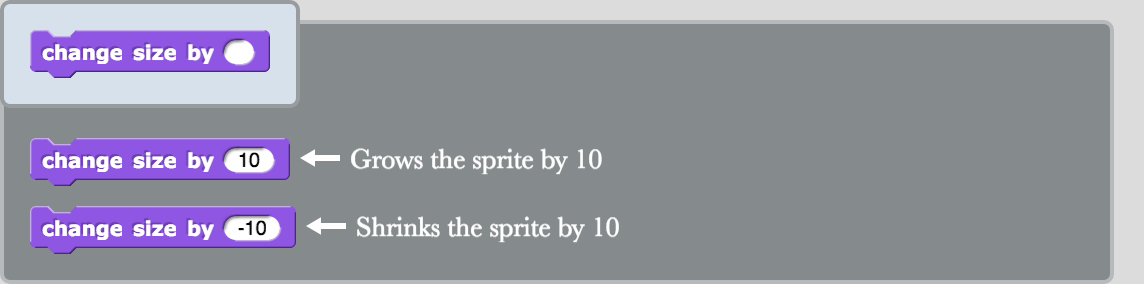 change size by
change size by 10 Grows the sprite by 10
change size by -10 Shrinks the sprite by 10